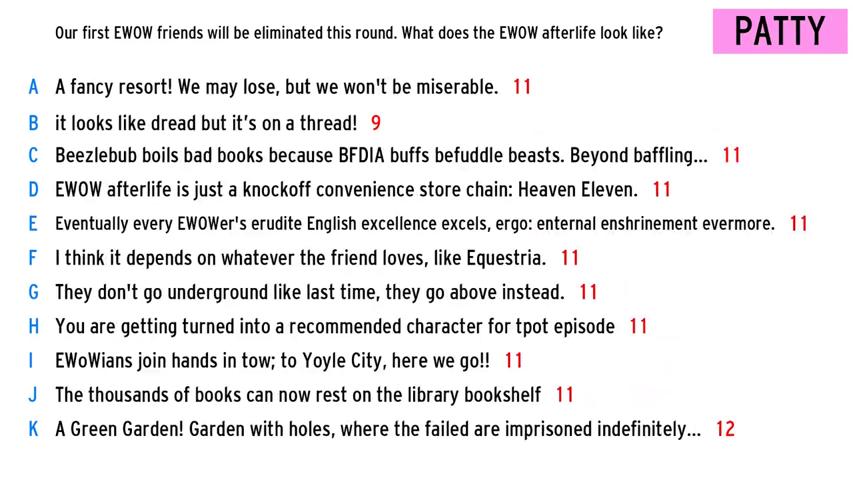 Our first EWOW friends will be eliminated this round. What does the EWOW afterlife look like?
PATTY
A A fancy resort! We may lose, but we won't be miserable. 11
B it looks like dread but it’s on a thread! 9
C Beezlebub boils bad books because BFDIA buffs befuddle beasts. Beyond baffling... 11
D EWOW afterlife is just a knockoff convenience store chain: Heaven Eleven. 11
E Eventually every EWOWer's erudite English excellence excels, ergo: enternal enshrinement evermore. 11
F I think it depends on whatever the friend loves, like Equestria. 11
G They don't go underground like last time, they go above instead. 11
H You are getting turned into a recommended character for tpot episode 11
I EWoWians join hands in tow; to Yoyle City, here we go!! 11
J The thousands of books can now rest on the library bookshelf 11
K A Green Garden! Garden with holes, where the failed are imprisoned indefinitely... 12